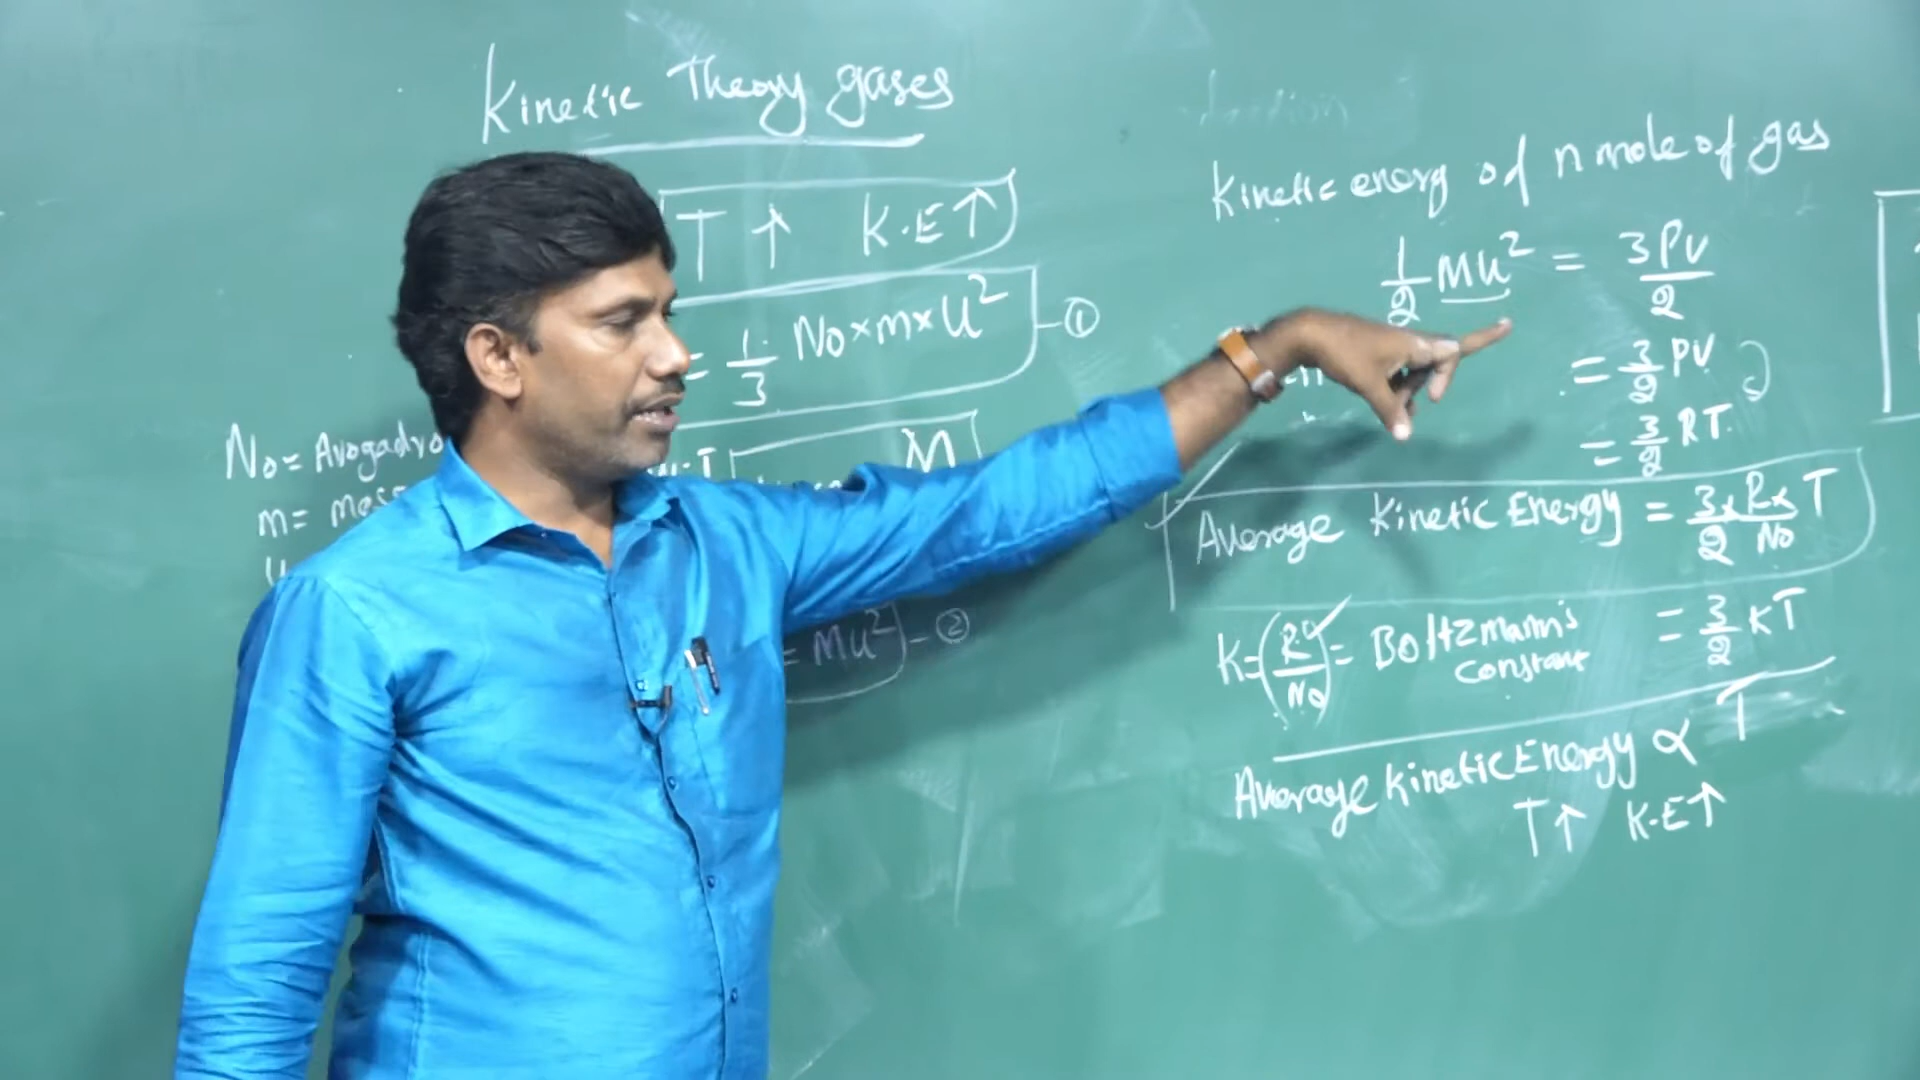 Kinetic Theory gases
T ↑ K.E↑
= 1/3 No×m×u² -①
No = Avogadro
m = mass
M
= Mu² -②
Kinetic energy of n mole of gas
1/2 Mu² = 3PV/2
= 3/2 PV
= 3/2 RT.
Average Kinetic Energy = 3/2 × R/No × T
K = (R/No) = Boltzmann's constant = 3/2 KT
Average Kinetic Energy ∝ T
T↑ K.E↑